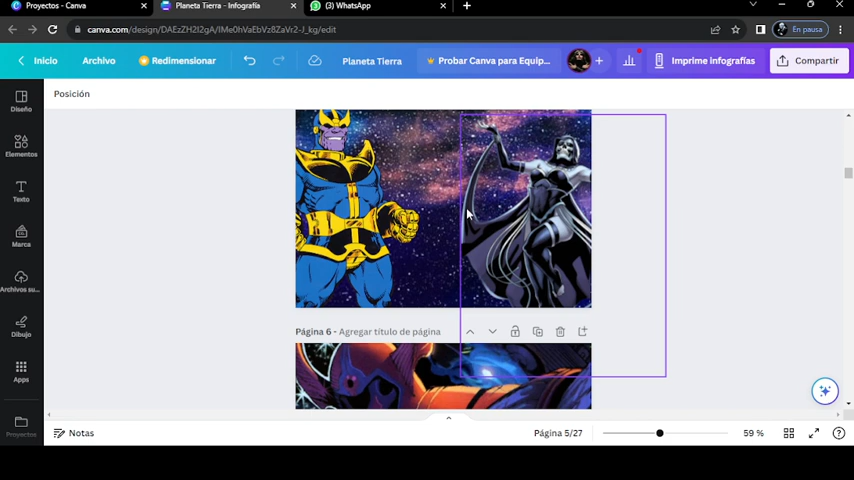 Proyectos - Canva
Planeta Tierra - Infografía
(3) WhatsApp
canva.com/design/DAEzZH2I2gA/IMe0hVaEbVz8ZaVr2-J_kg/edit
En pausa
Inicio
Archivo
Redimensionar
Planeta Tierra
Probar Canva para Equip...
Imprime infografías
Compartir
Posición
Diseño
Elementos
Texto
Marca
Archivos su...
Dibujo
Apps
Proyectos
Página 6 - Agregar título de página
Notas
Página 5/27
59 %